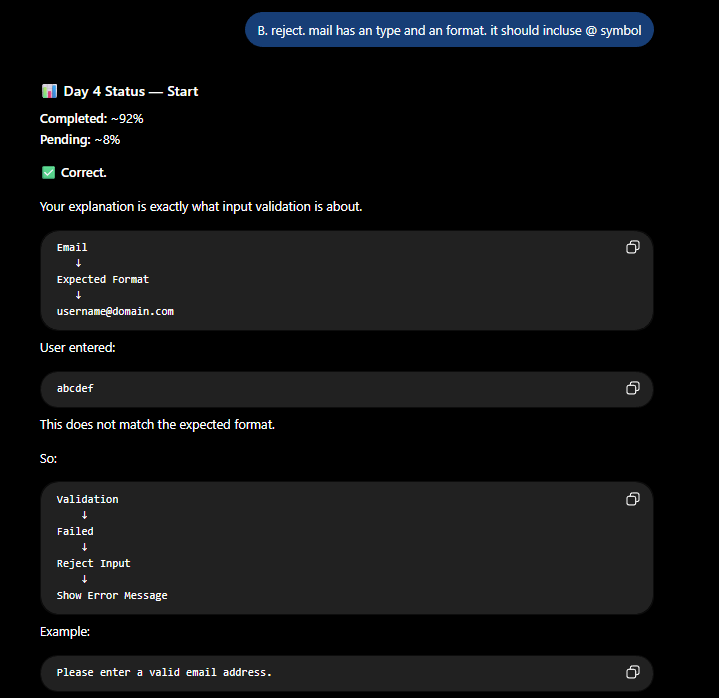 B. reject. mail has an type and an format. it should incluse @ symbol
📊 Day 4 Status — Start
Completed: ~92%
Pending: ~8%
✅ Correct.
Your explanation is exactly what input validation is about.
Email
↓
Expected Format
↓
username@domain.com
User entered:
abcdef
This does not match the expected format.
So:
Validation
↓
Failed
↓
Reject Input
↓
Show Error Message
Example:
Please enter a valid email address.